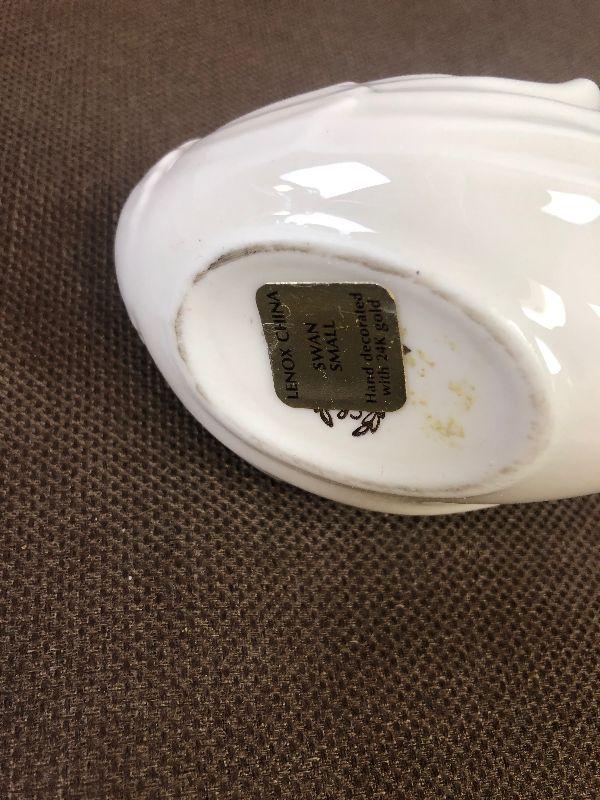 LENOX CHINA
SWAN
SMALL
Hand decorated
with 24K gold